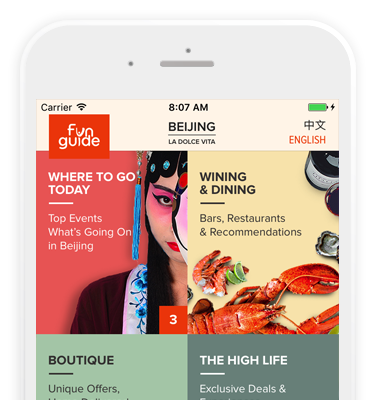 Carrier 8:07 AM
fun
guide
BEIJING
LA DOLCE VITA
中文
ENGLISH
WHERE TO GO
TODAY
Top Events
What's Going On
in Beijing
3
WINING
& DINING
Bars, Restaurants
& Recommendations
BOUTIQUE
Unique Offers,
THE HIGH LIFE
Exclusive Deals &